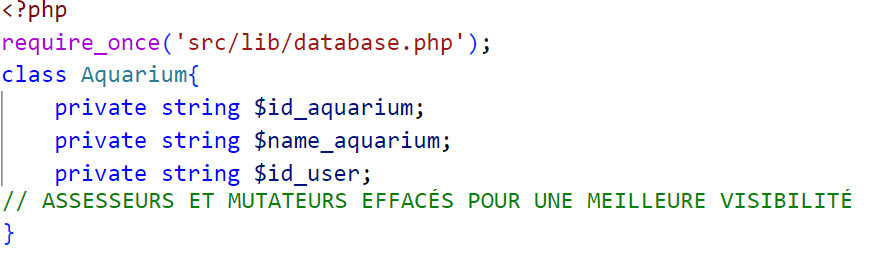 <?php
require_once('src/lib/database.php');
class Aquarium{
    private string $id_aquarium;
    private string $name_aquarium;
    private string $id_user;
// ASSESSEURS ET MUTATEURS EFFACÉS POUR UNE MEILLEURE VISIBILITÉ
}